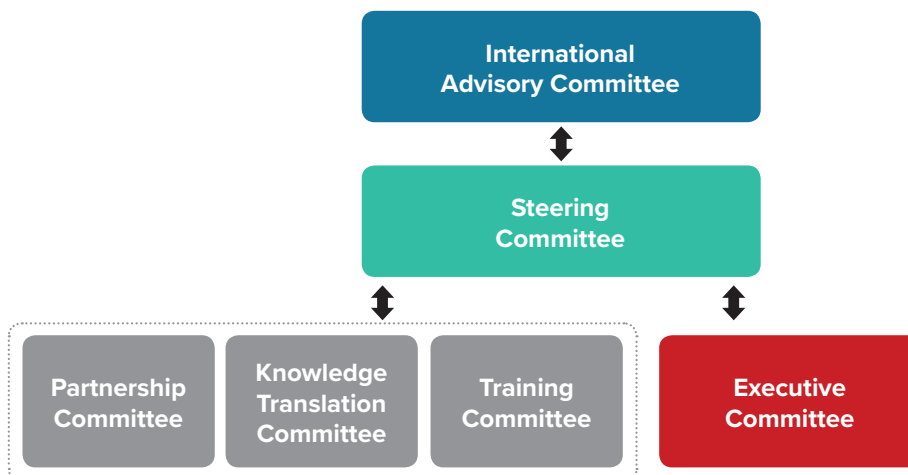 International
Advisory Committee
Steering
Committee
Partnership
Committee
Knowledge
Translation
Committee
Training
Committee
Executive
Committee